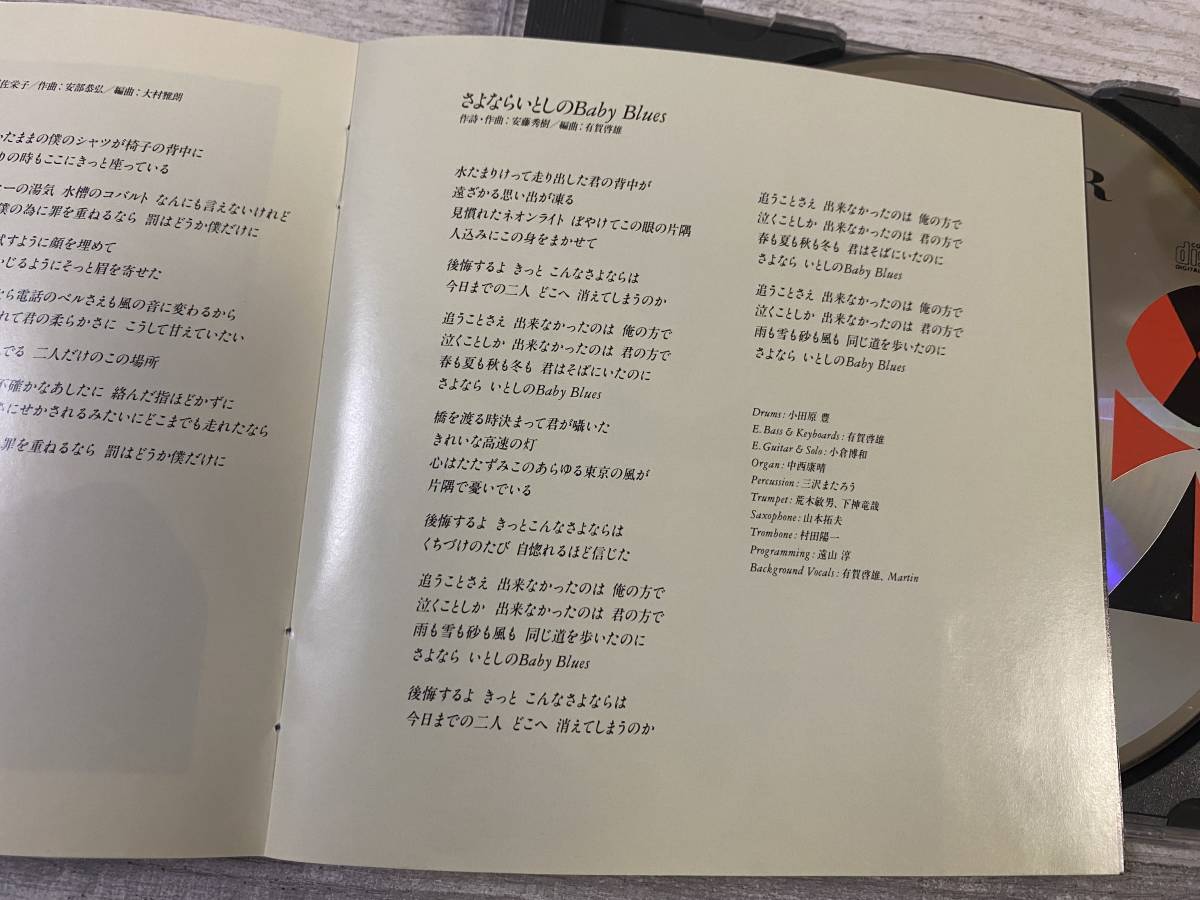 佐栄子/作曲:安部恭弘/編曲:大村雅朗
たままの僕のシャツが椅子の背中に
りの時もここにきっと座っている
ーの湯気 水槽のコバルト なんにも言えないけれど
僕の為に罪を重ねるなら 罰はどうか僕だけに
すように顔を埋めて
いじるようにそっと眉を寄せた
ら電話のベルさえも風の音に変わるから
れて君の柔らかさに こうして甘えていたい
でる 二人だけのこの場所
不確かなあしたに 絡んだ指ほどかずに
にせかされるみたいにどこまでも走れたなら
罪を重ねるなら 罰はどうか僕だけに
さよならいとしのBaby Blues
作詩・作曲:安藤秀樹/編曲:有賀啓雄
水たまりけって走り出した君の背中が
遠ざかる思い出が凍る
見慣れたネオンライト ぼやけてこの眼の片隅
人込みにこの身をまかせて
後悔するよ きっと こんなさよならは
今日までの二人 どこへ 消えてしまうのか
追うことさえ 出来なかったのは 俺の方で
泣くことしか 出来なかったのは 君の方で
春も夏も秋も冬も 君はそばにいたのに
さよなら いとしのBaby Blues
橋を渡る時決まって君が囁いた
きれいな高速の灯
心はたたずみこのあらゆる東京の風が
片隅で憂いでいる
後悔するよ きっとこんなさよならは
くちづけのたび 自惚れるほど信じた
追うことさえ 出来なかったのは 俺の方で
泣くことしか 出来なかったのは 君の方で
雨も雪も砂も風も 同じ道を歩いたのに
さよなら いとしのBaby Blues
後悔するよ きっと こんなさよならは
今日までの二人 どこへ 消えてしまうのか
追うことさえ 出来なかったのは 俺の方で
泣くことしか 出来なかったのは 君の方で
春も夏も秋も冬も 君はそばにいたのに
さよなら いとしのBaby Blues
追うことさえ 出来なかったのは 俺の方で
泣くことしか 出来なかったのは 君の方で
雨も雪も砂も風も 同じ道を歩いたのに
さよなら いとしのBaby Blues
Drums:小田原 豊
E. Bass & Keyboards:有賀啓雄
E. Guitar & Solo:小倉博和
Organ:中西康晴
Percussion:三沢またろう
Trumpet:荒木敏男、下神竜哉
Saxophone:山本拓夫
Trombone:村田陽一
Programming:遠山 淳
Background Vocals:有賀啓雄、Martin
R